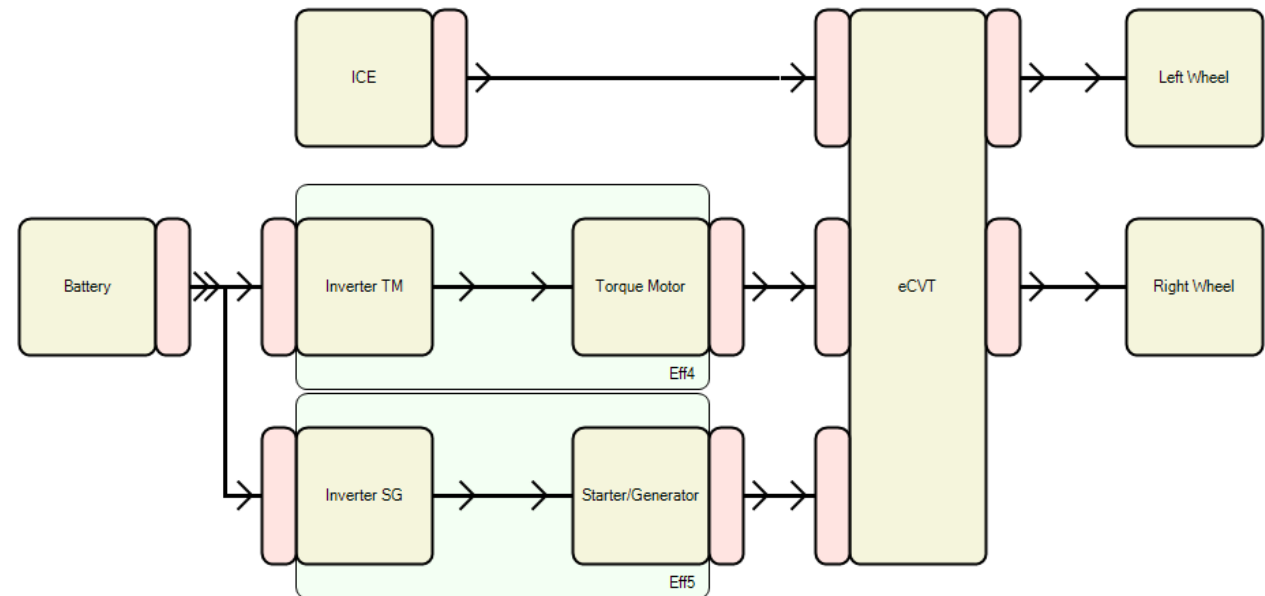 ICE
Left Wheel
Battery
Inverter TM
Torque Motor
eCVT
Right Wheel
Eff4
Inverter SG
Starter/Generator
Eff5